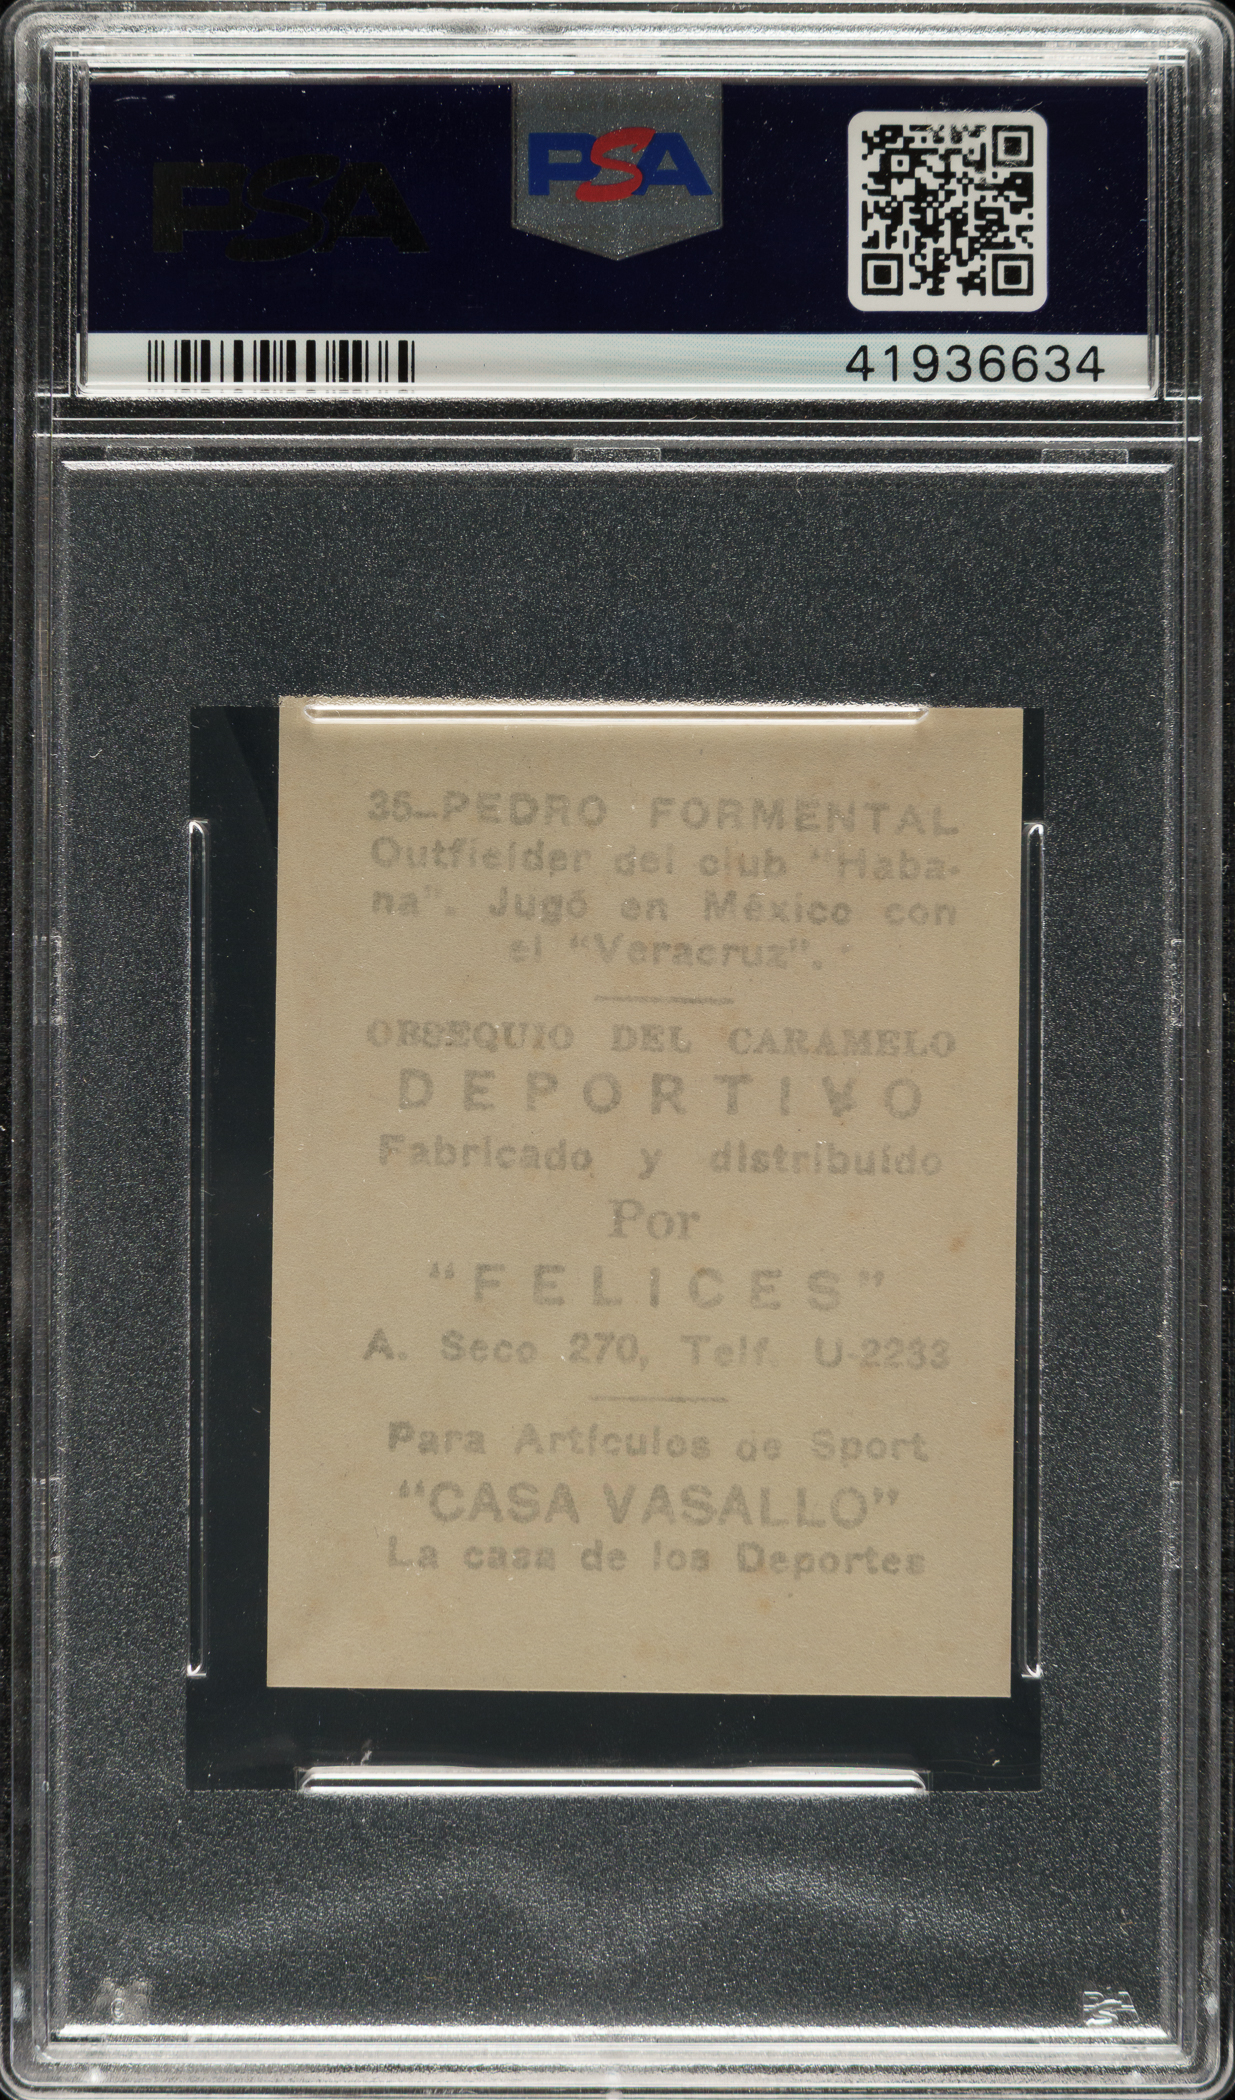 PSA
PSA
41936634
35-PEDRO FORMENTAL
Outfielder del club "Haba-
na". Jugó en México con
el "Veracruz".
OBSEQUIO DEL CARAMELO
DEPORTIVO
Fabricado y distribuído
Por
"FELICES"
A. Seco 270, Telf. U-2233
Para Artículos de Sport
"CASA VASALLO"
La casa de los Deportes
PSA